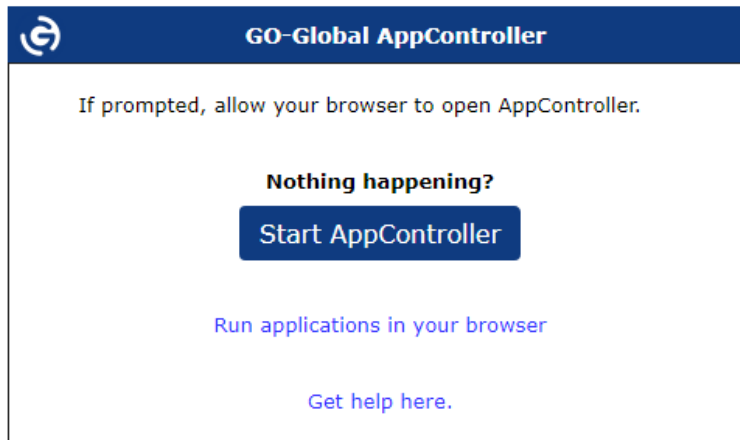 GO-Global AppController
If prompted, allow your browser to open AppController.
Nothing happening?
Start AppController
Run applications in your browser
Get help here.